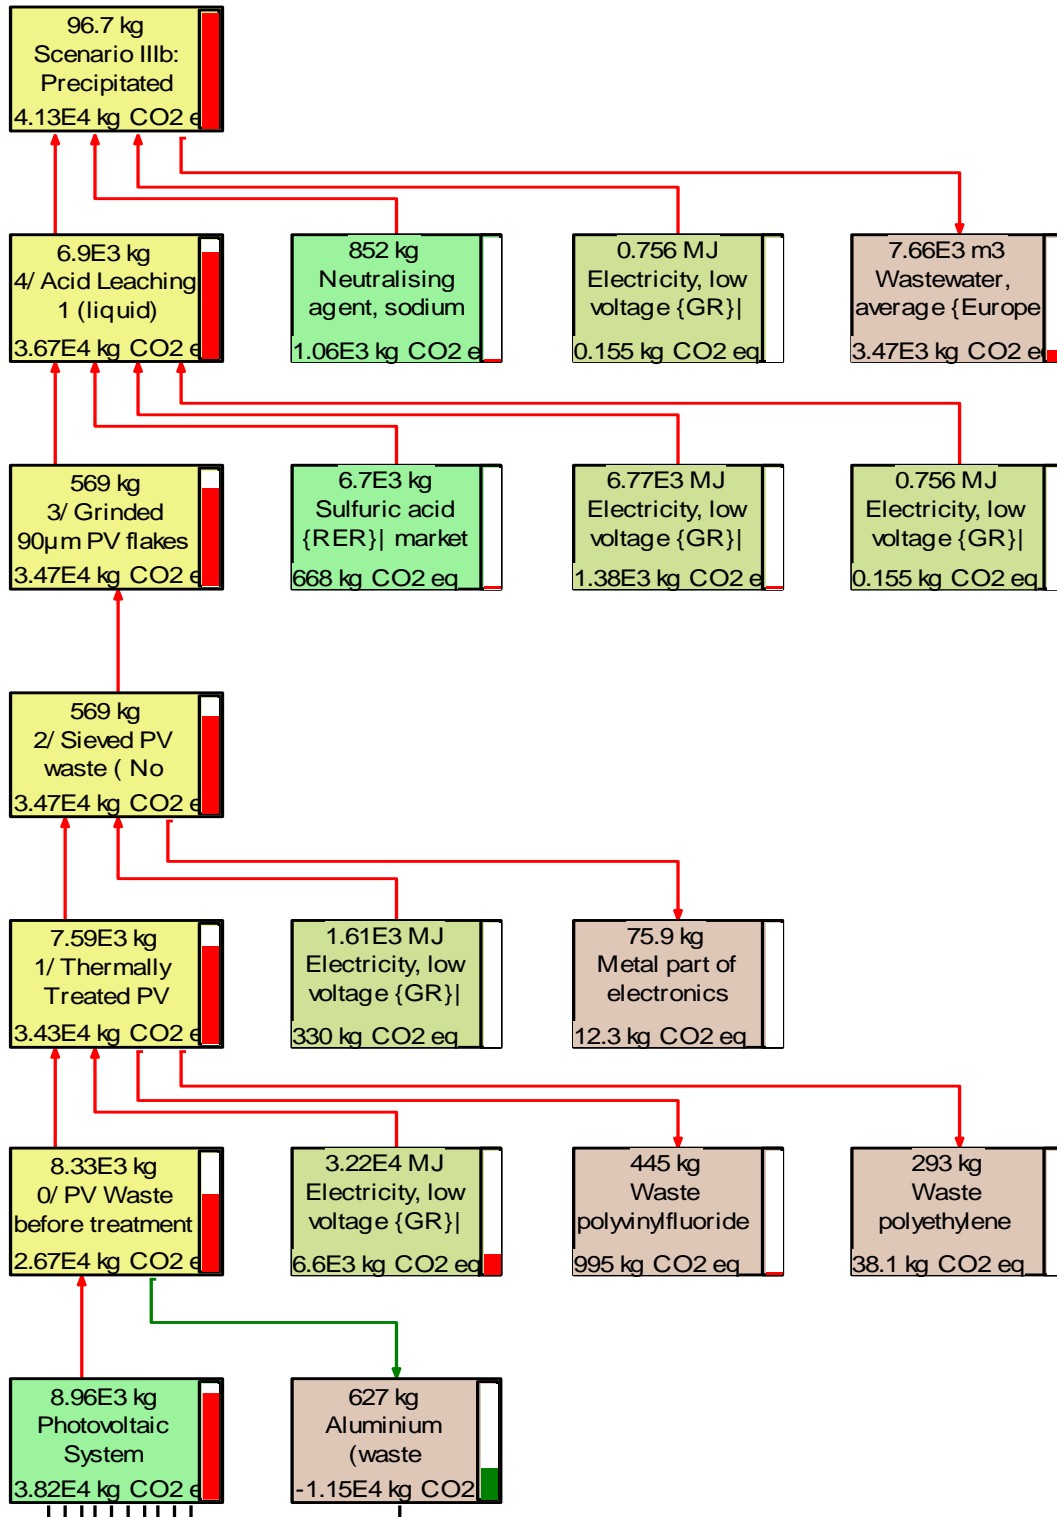 96.7 kg
Scenario IIIb:
Precipitated
4.13E4 kg CO2 e
6.9E3 kg
4/ Acid Leaching
1 (liquid)
3.67E4 kg CO2 e
852 kg
Neutralising
agent, sodium
1.06E3 kg CO2 e
0.756 MJ
Electricity, low
voltage {GR}|
0.155 kg CO2 eq
7.66E3 m3
Wastewater,
average {Europe
3.47E3 kg CO2 e
569 kg
3/ Grinded
90µm PV flakes
3.47E4 kg CO2 e
6.7E3 kg
Sulfuric acid
{RER}| market
668 kg CO2 eq
6.77E3 MJ
Electricity, low
voltage {GR}|
1.38E3 kg CO2 e
0.756 MJ
Electricity, low
voltage {GR}|
0.155 kg CO2 eq
569 kg
2/ Sieved PV
waste ( No
3.47E4 kg CO2 e
7.59E3 kg
1/ Thermally
Treated PV
3.43E4 kg CO2 e
1.61E3 MJ
Electricity, low
voltage {GR}|
330 kg CO2 eq
75.9 kg
Metal part of
electronics
12.3 kg CO2 eq
8.33E3 kg
0/ PV Waste
before treatment
2.67E4 kg CO2 e
3.22E4 MJ
Electricity, low
voltage {GR}|
6.6E3 kg CO2 eq
445 kg
Waste
polyvinylfluoride
995 kg CO2 eq
293 kg
Waste
polyethylene
38.1 kg CO2 eq
8.96E3 kg
Photovoltaic
System
3.82E4 kg CO2 e
627 kg
Aluminium
(waste
-1.15E4 kg CO2